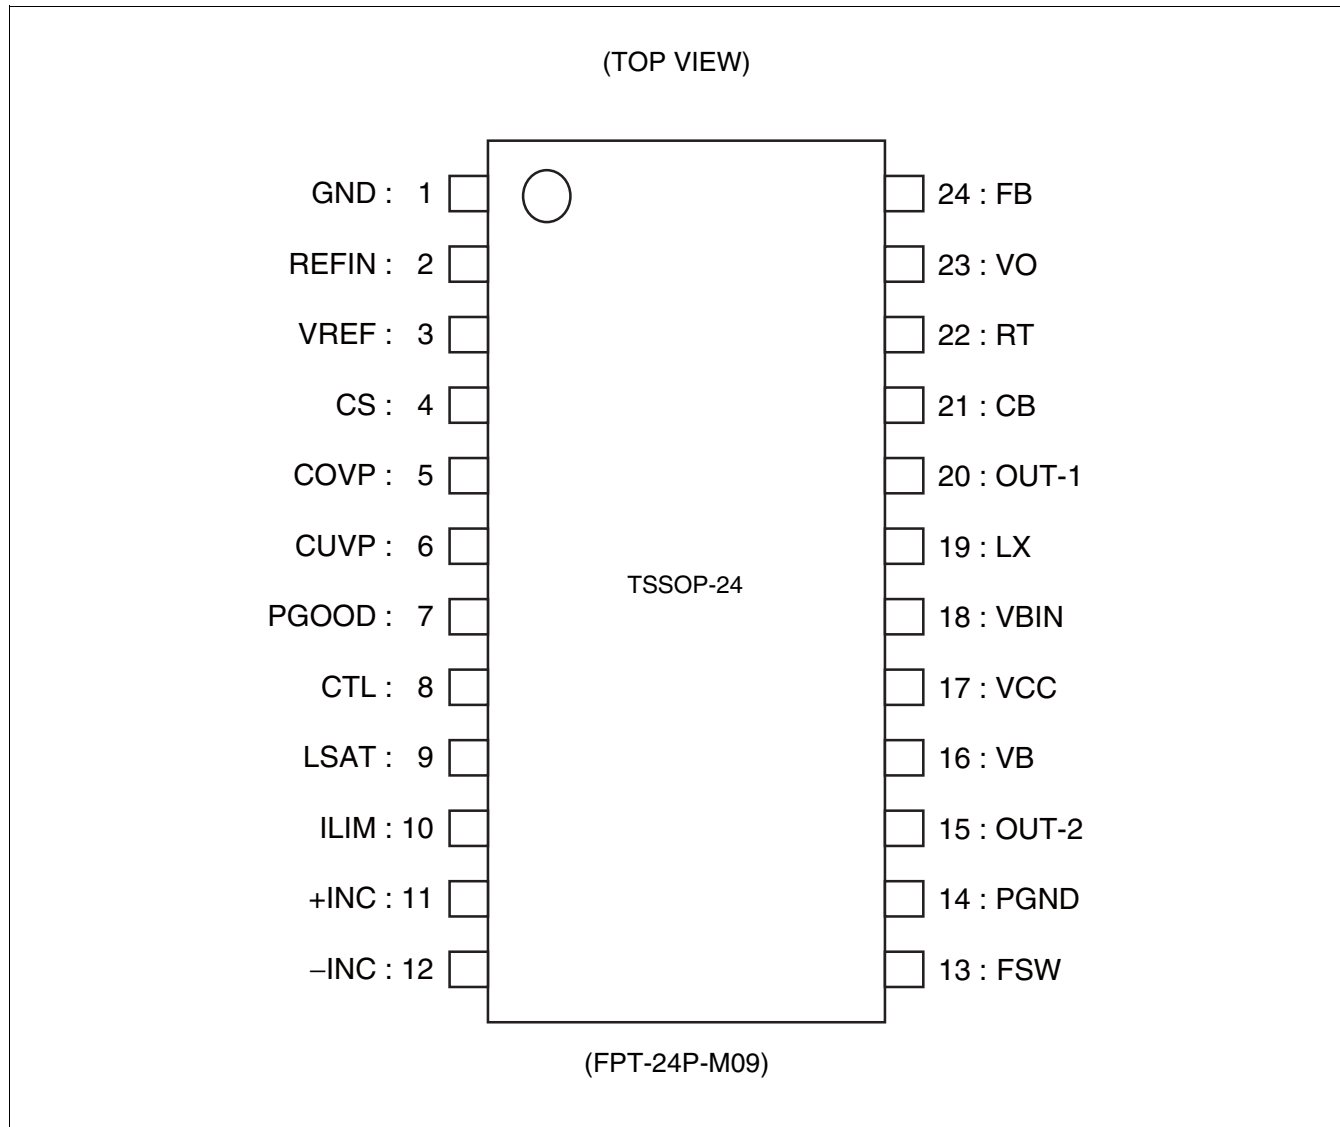 (TOP VIEW)
GND : 1
REFIN : 2
VREF : 3
CS : 4
COVP : 5
CUVP : 6
PGOOD : 7
CTL : 8
LSAT : 9
ILIM : 10
+INC : 11
−INC : 12
24 : FB
23 : VO
22 : RT
21 : CB
20 : OUT-1
19 : LX
18 : VBIN
17 : VCC
16 : VB
15 : OUT-2
14 : PGND
13 : FSW
TSSOP-24
(FPT-24P-M09)